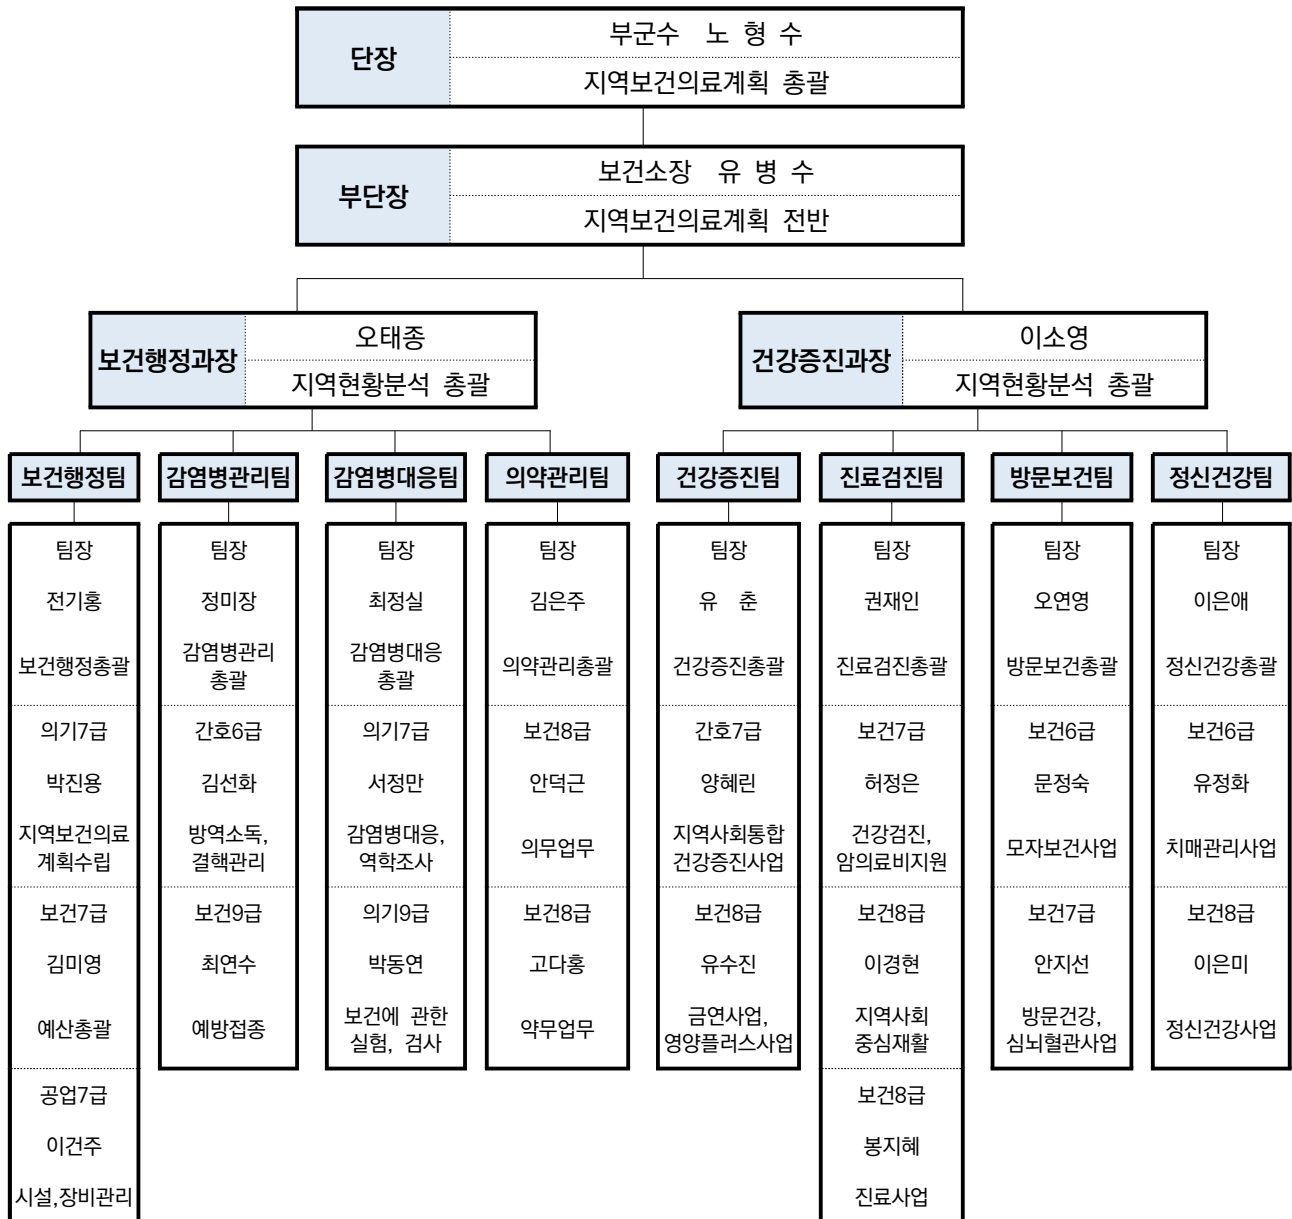 단장
부군수 노 형 수
지역보건의료계획 총괄
부단장
보건소장 유 병 수
지역보건의료계획 전반
보건행정과장
오태종
지역현황분석 총괄
건강증진과장
이소영
지역현황분석 총괄
보건행정팀
팀장
전기홍
보건행정총괄
의기7급
박진용
지역보건의료
계획수립
보건7급
김미영
예산총괄
공업7급
이건주
시설,장비관리
감염병관리팀
팀장
정미장
감염병관리
총괄
간호6급
김선화
방역소독,
결핵관리
보건9급
최연수
예방접종
감염병대응팀
팀장
최정실
감염병대응
총괄
의기7급
서정만
감염병대응,
역학조사
의기9급
박동연
보건에 관한
실험, 검사
의약관리팀
팀장
김은주
의약관리총괄
보건8급
안덕근
의무업무
보건8급
고다홍
약무업무
건강증진팀
팀장
유 춘
건강증진총괄
간호7급
양혜린
지역사회통합
건강증진사업
보건8급
유수진
금연사업,
영양플러스사업
진료검진팀
팀장
권재인
진료검진총괄
보건7급
허정은
건강검진,
암의료비지원
보건8급
이경현
지역사회
중심재활
보건8급
봉지혜
진료사업
방문보건팀
팀장
오연영
방문보건총괄
보건6급
문정숙
모자보건사업
보건7급
안지선
방문건강,
심뇌혈관사업
정신건강팀
팀장
이은애
정신건강총괄
보건6급
유정화
치매관리사업
보건8급
이은미
정신건강사업